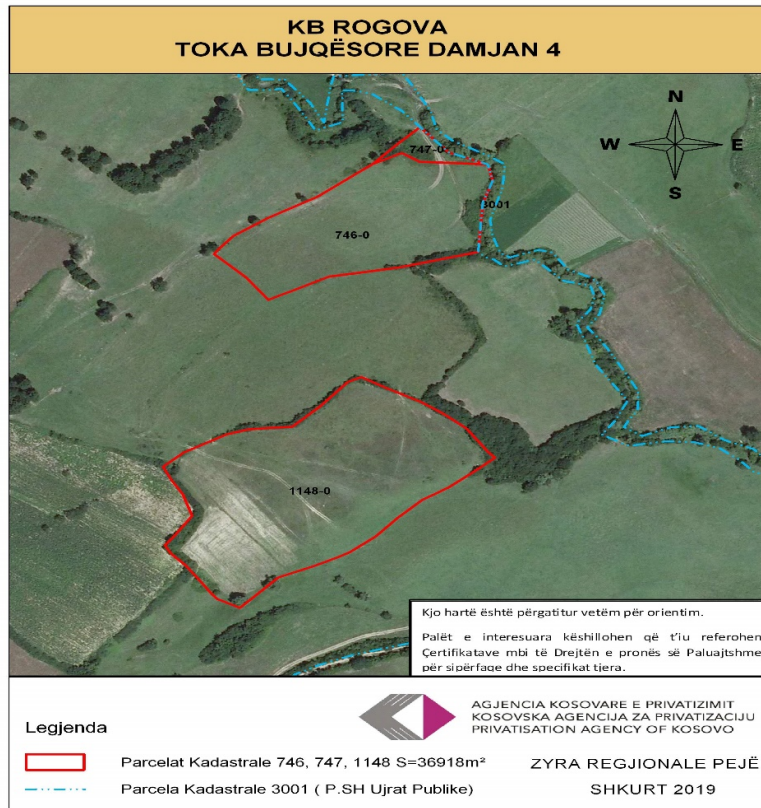 KB ROGOVA
TOKA BUJQËSORE DAMJAN 4
N
W E
S
747-0
3001
746-0
1148-0
Kjo hartë është përgatitur vetëm për orientim.
Palët e interesuara këshillohen që t'iu referohen
Çertifikatave mbi të Drejtën e pronës së Paluajtshme
për sipërfaqe dhe specifikat tjera.
Legjenda
AGJENCIA KOSOVARE E PRIVATIZIMIT
KOSOVSKA AGENCIJA ZA PRIVATIZACIJU
PRIVATISATION AGENCY OF KOSOVO
Parcelat Kadastrale 746, 747, 1148 S=36918m²
ZYRA REGJIONALE PEJË
Parcela Kadastrale 3001 ( P.SH Ujrat Publike)
SHKURT 2019